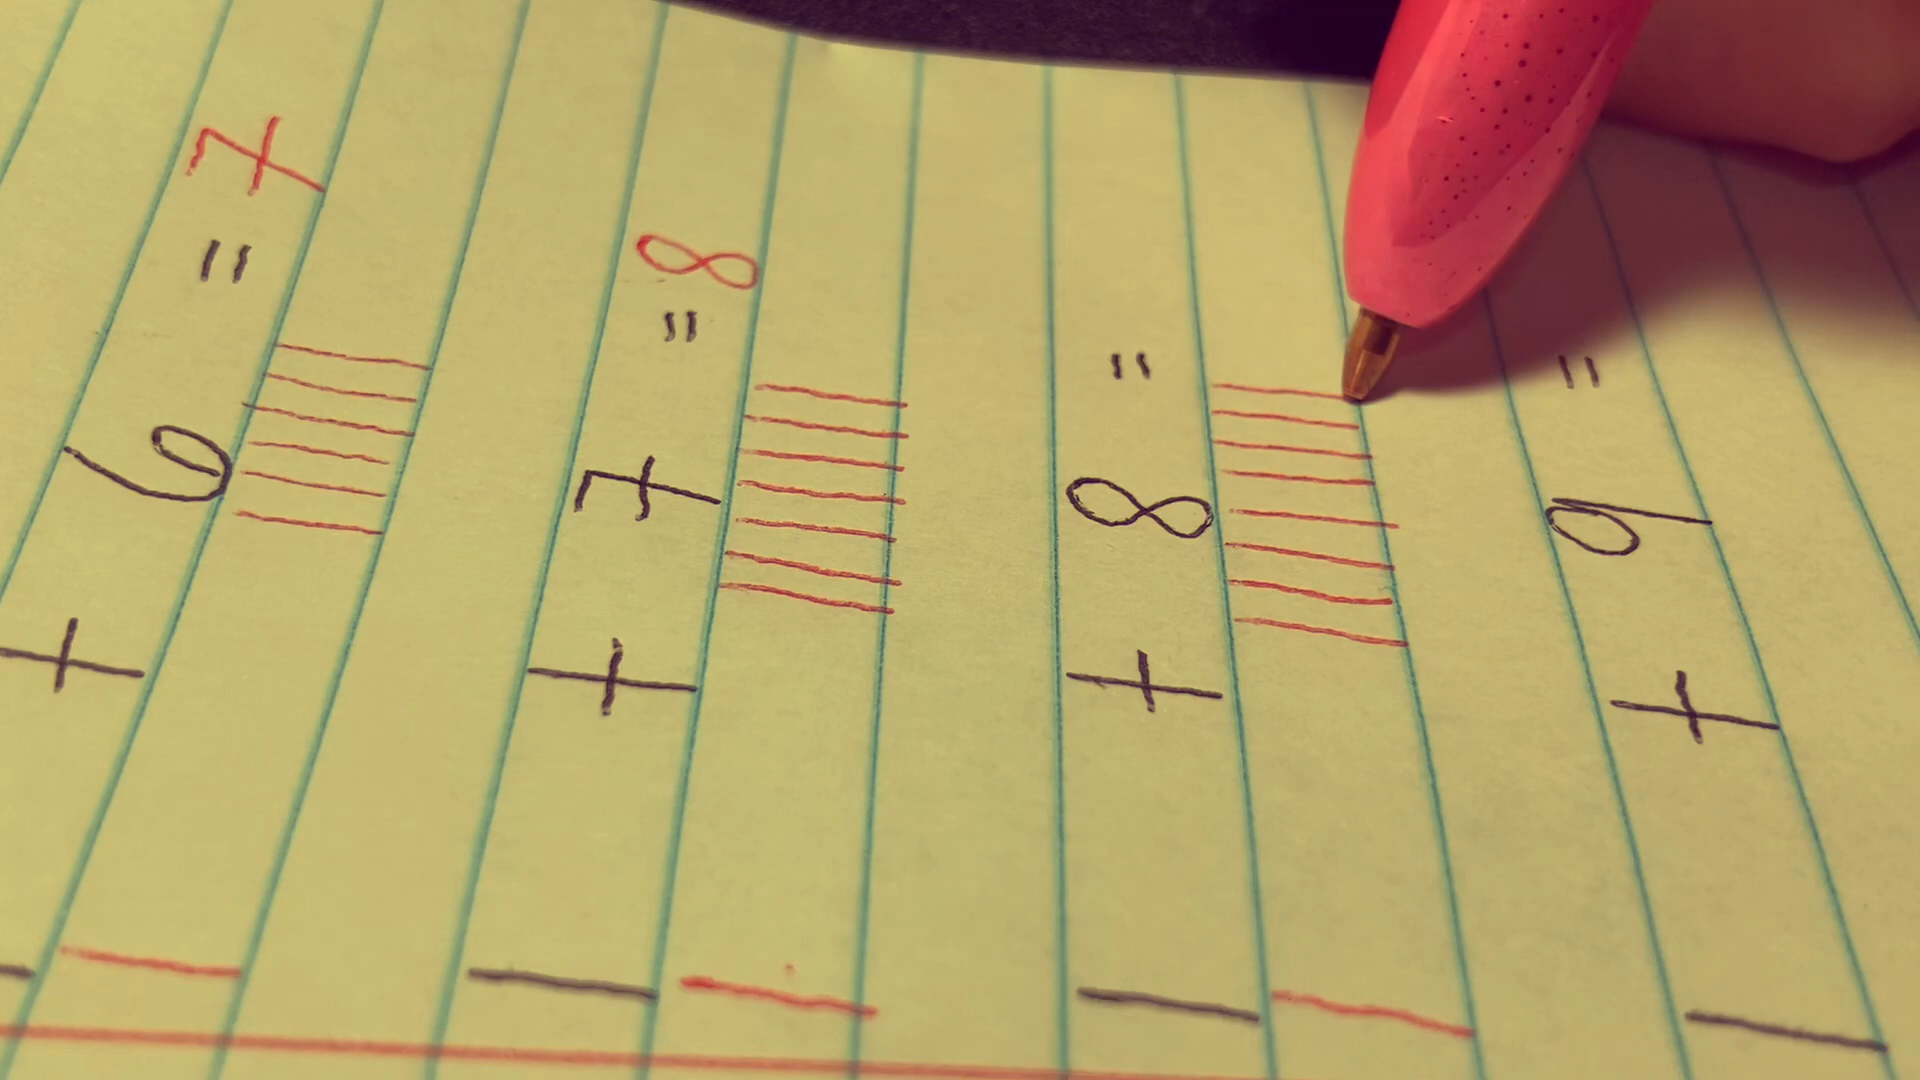 1 + 6 = 7
| ||||||
1 + 7 = 8
| |||||||
1 + 8 =
| ||||||||
1 + 9 =